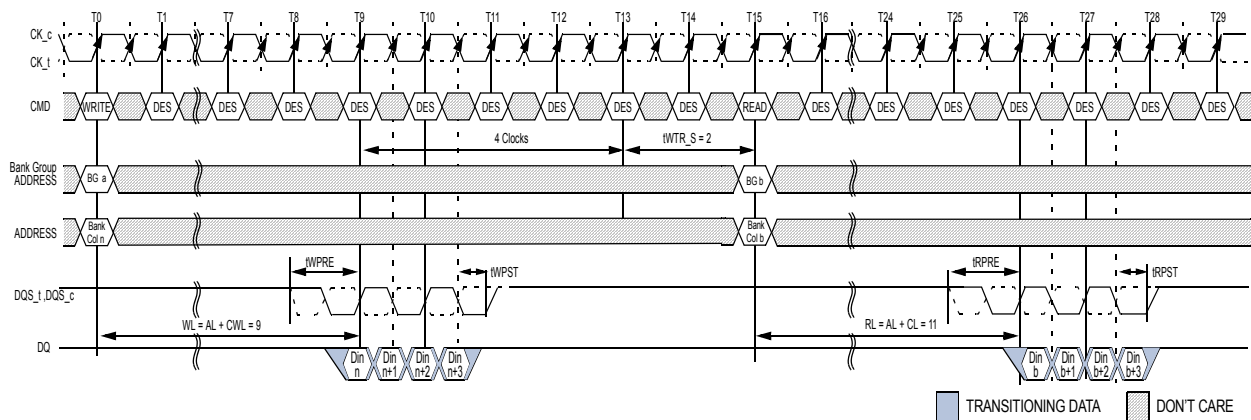 T0 T1 T7 T8 T9 T10 T11 T12 T13 T14 T15 T16 T24 T25 T26 T27 T28 T29
CK_c
CK_t
CMD WRITE DES DES DES DES DES DES DES DES DES READ DES DES DES DES DES DES DES
4 Clocks tWTR_S = 2
Bank Group
ADDRESS BG a BG b
ADDRESS Bank Col n Bank Col b
tWPRE tWPST tRPRE tRPST
DQS_t ,DQS_c
WL = AL + CWL = 9 RL = AL + CL = 11
DQ Din n Din n+1 Din n+2 Din n+3 Din b Din b+1 Din b+2 Din b+3
TRANSITIONING DATA DON'T CARE